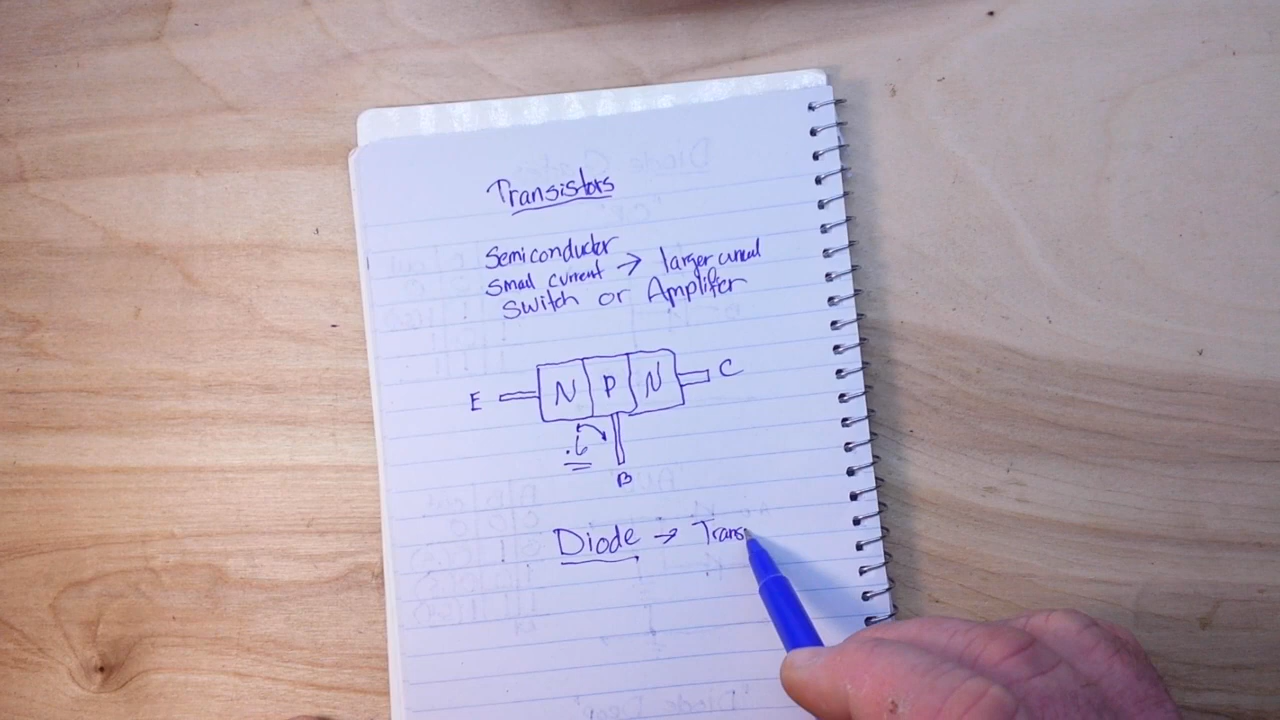 Transistors
Semiconductor
Small current → larger current
Switch or Amplifier
E N P N C
.6
B
Diode → Trans